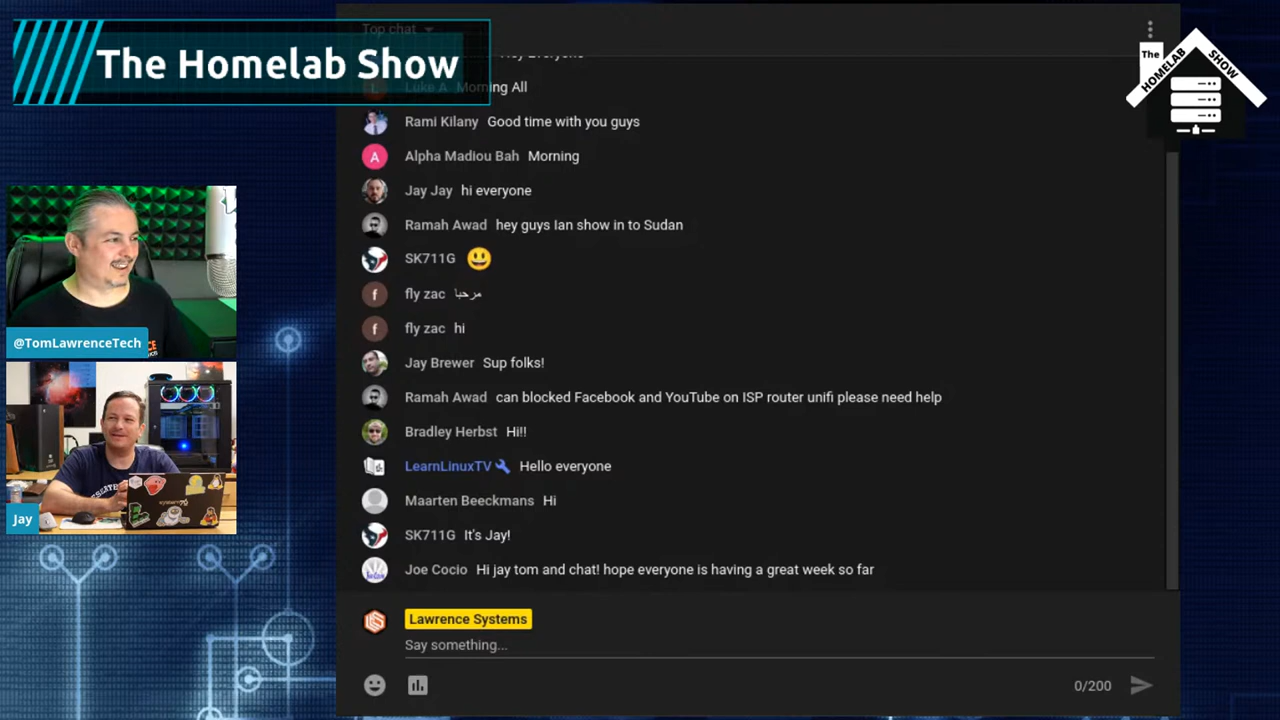 The Homelab Show
Top chat
Hey Everyone
Luke A Morning All
Rami Kilany Good time with you guys
A Alpha Madiou Bah Morning
Jay Jay hi everyone
Ramah Awad hey guys Ian show in to Sudan
SK711G 😃
f fly zac مرحبا
f fly zac hi
Jay Brewer Sup folks!
Ramah Awad can blocked Facebook and YouTube on ISP router unifi please need help
Bradley Herbst Hi!!
LearnLinuxTV Hello everyone
Maarten Beeckmans Hi
SK711G It's Jay!
Joe Cocio Hi jay tom and chat! hope everyone is having a great week so far
Lawrence Systems
Say something...
0/200
The
HOMELAB
SHOW
@TomLawrenceTech
Jay